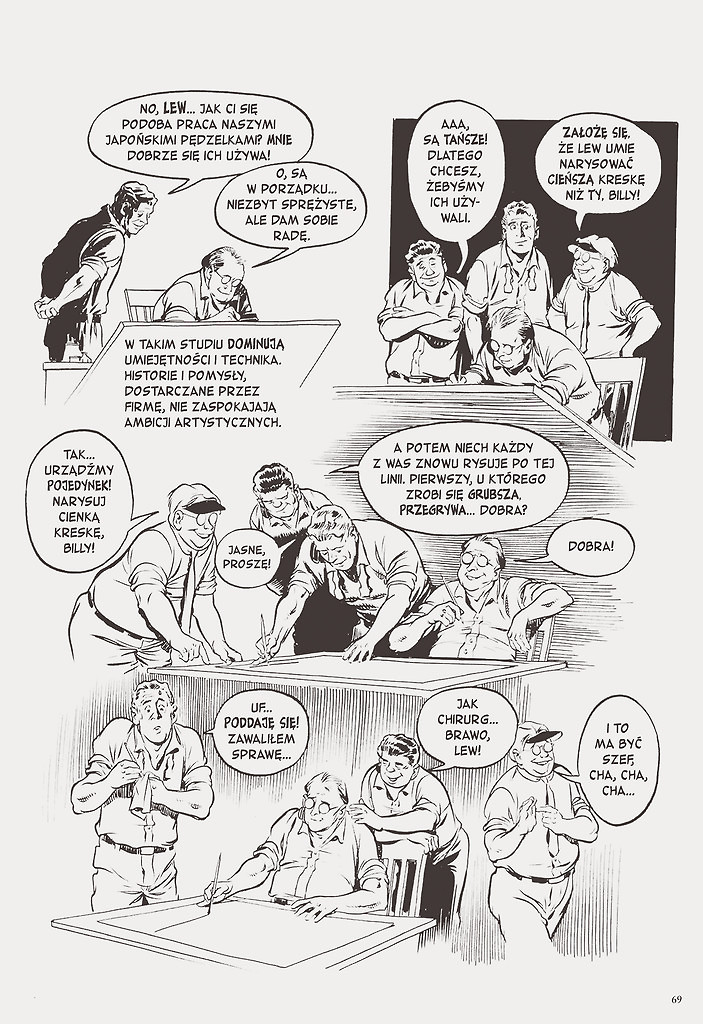 NO, LEW... JAK CI SIĘ
PODOBA PRACA NASZYMI
JAPOŃSKIMI PĘDZELKAMI? MNIE
DOBRZE SIĘ ICH UŻYWA!
O, SĄ
W PORZĄDKU...
NIEZBYT SPRĘŻYSTE,
ALE DAM SOBIE
RADĘ.
W TAKIM STUDIU DOMINUJĄ
UMIEJĘTNOŚCI I TECHNIKA.
HISTORIE I POMYSŁY,
DOSTARCZANE PRZEZ
FIRMĘ, NIE ZASPOKAJAJĄ
AMBICJI ARTYSTYCZNYCH.
AAA,
SĄ TAŃSZE!
DLATEGO
CHCESZ,
ŻEBYŚMY
ICH UŻY-
WALI.
ZAŁOŻĘ SIĘ,
ŻE LEW UMIE
NARYSOWAĆ
CIEŃSZĄ KRESKĘ
NIŻ TY, BILLY!
TAK...
URZĄDŹMY
POJEDYNEK!
NARYSUJ
CIENKĄ
KRESKĘ,
BILLY!
JASNE,
PROSZĘ!
A POTEM NIECH KAŻDY
Z WAS ZNOWU RYSUJE PO TEJ
LINII. PIERWSZY, U KTÓREGO
ZROBI SIĘ GRUBSZA,
PRZEGRYWA... DOBRA?
DOBRA!
UF...
PODDAJĘ SIĘ!
ZAWALIŁEM
SPRAWĘ...
JAK
CHIRURG...
BRAWO,
LEW!
I TO
MA BYĆ
SZEF,
CHA, CHA,
CHA...
69